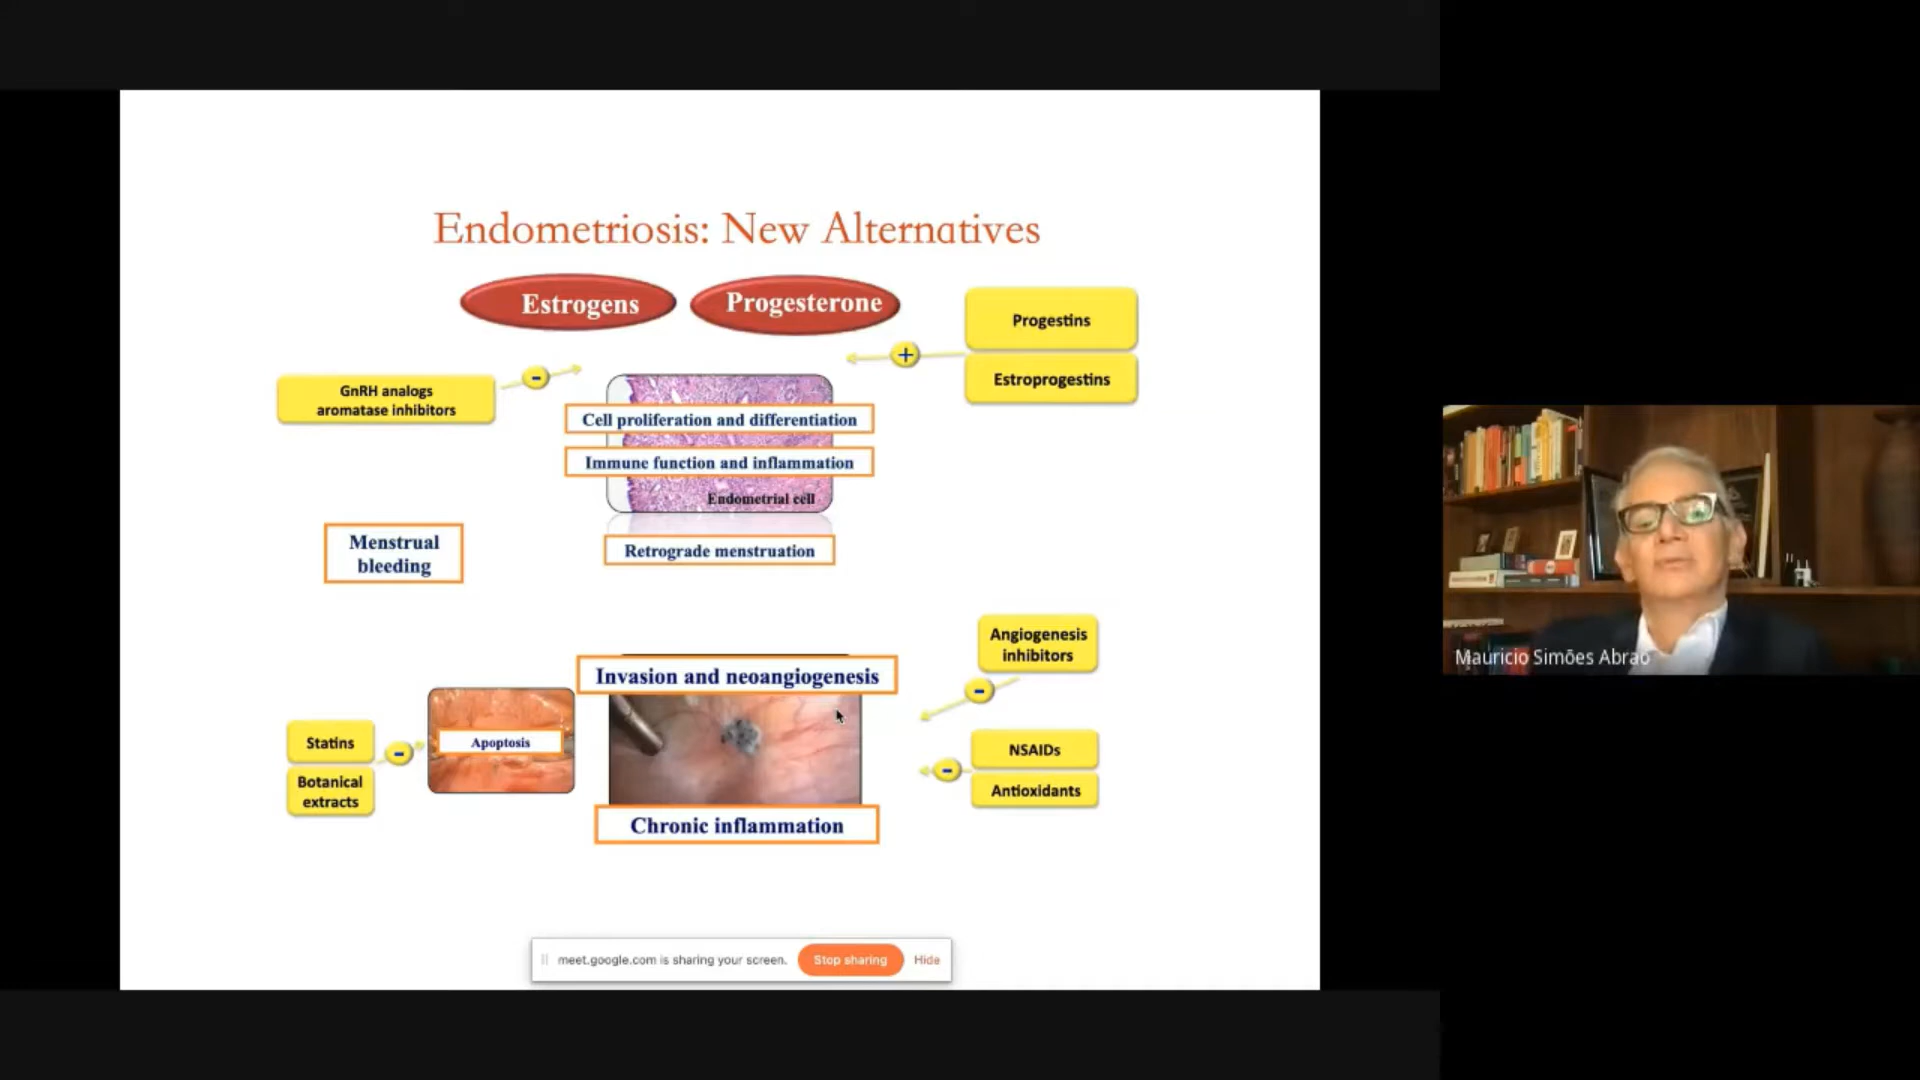 Endometriosis: New Alternatives
Estrogens
Progesterone
Progestins
Estroprogestins
+
GnRH analogs
aromatase inhibitors
-
Cell proliferation and differentiation
Immune function and inflammation
Endometrial cell
Menstrual
bleeding
Retrograde menstruation
Angiogenesis
inhibitors
-
Invasion and neoangiogenesis
Statins
Botanical
extracts
-
Apoptosis
NSAIDs
Antioxidants
-
Chronic inflammation
Mauricio Simões Abrao
meet.google.com is sharing your screen.
Stop sharing
Hide